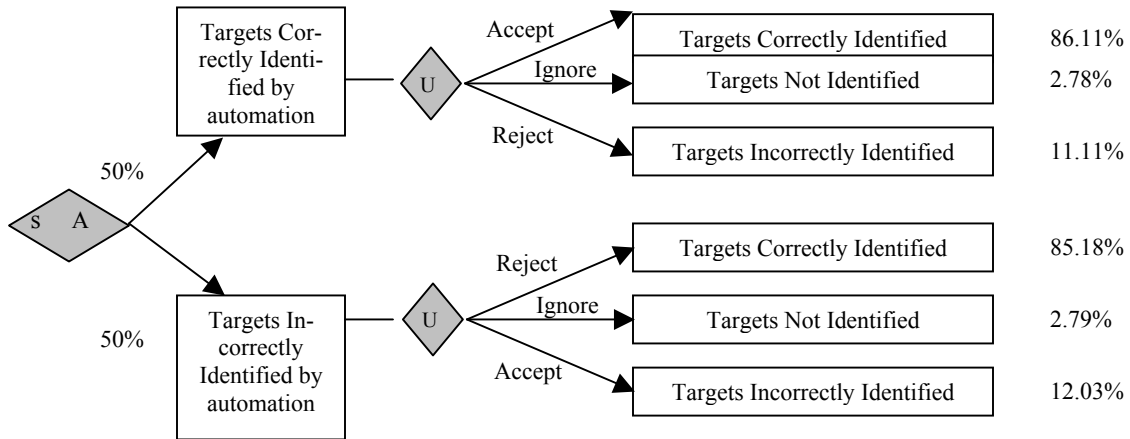 Targets Cor-
rectly Identi-
fied by
automation
U
Accept
Ignore
Reject
Targets Correctly Identified 86.11%
Targets Not Identified 2.78%
Targets Incorrectly Identified 11.11%
50%
s A
50%
Targets In-
correctly
Identified by
automation
U
Reject
Ignore
Accept
Targets Correctly Identified 85.18%
Targets Not Identified 2.79%
Targets Incorrectly Identified 12.03%